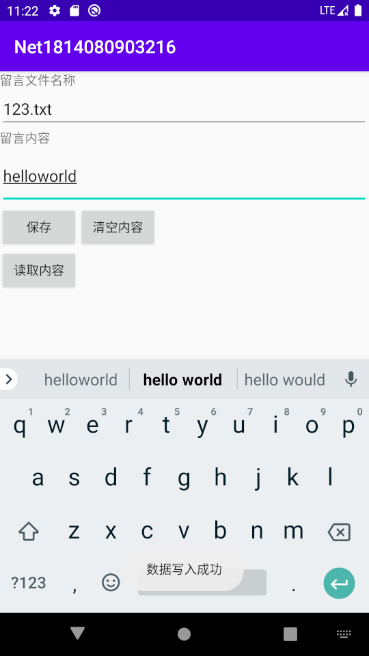 11:22 LTE
Net1814080903216
留言文件名称
123.txt
留言内容
helloworld
保存 清空内容
读取内容
helloworld hello world hello would
1 2 3 4 5 6 7 8 9 0
q w e r t y u i o p
a s d f g h j k l
z x c v b n m
数据写入成功
?123 , .